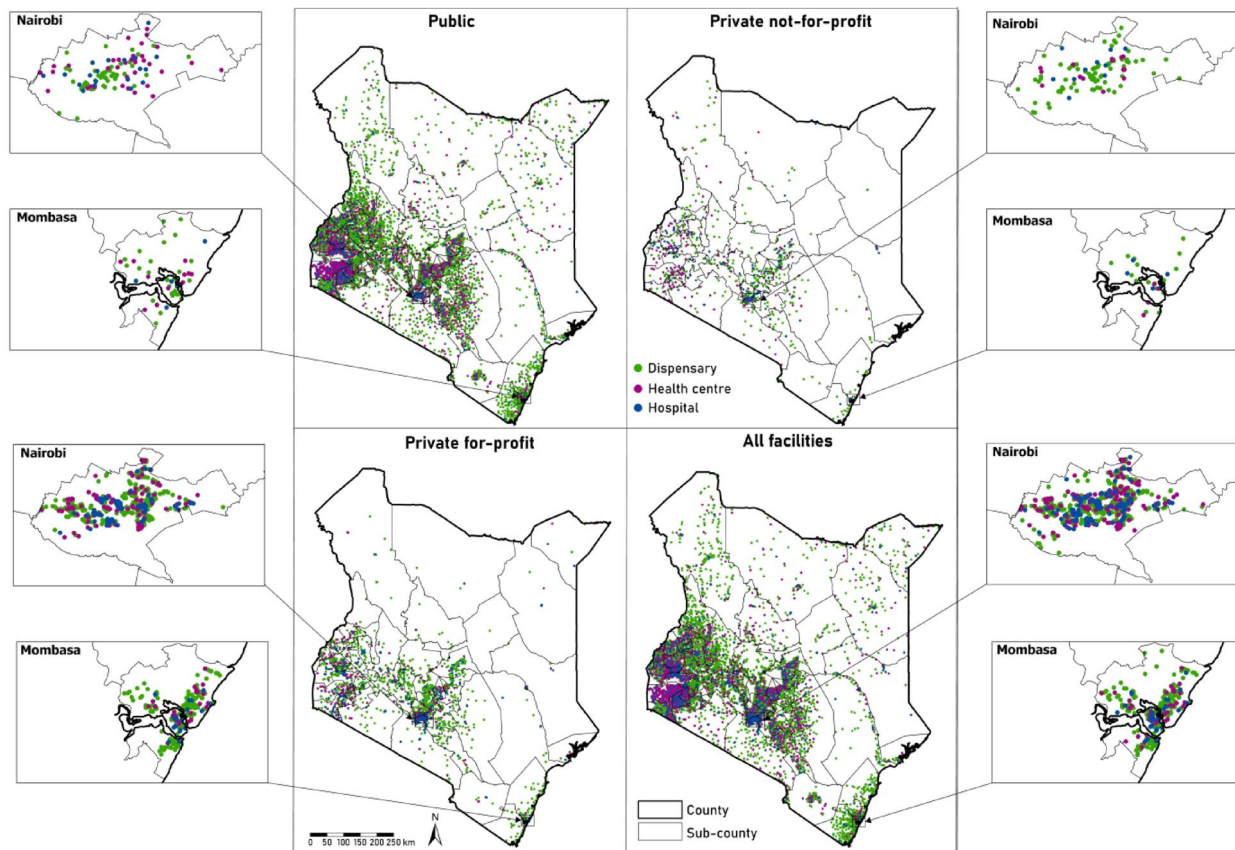 Nairobi
Public
Private not-for-profit
Nairobi
Mombasa
Mombasa
Dispensary
Health centre
Hospital
Nairobi
Private for-profit
All facilities
Nairobi
Mombasa
Mombasa
County
Sub-county
N
0 50 100 150 200 250 km